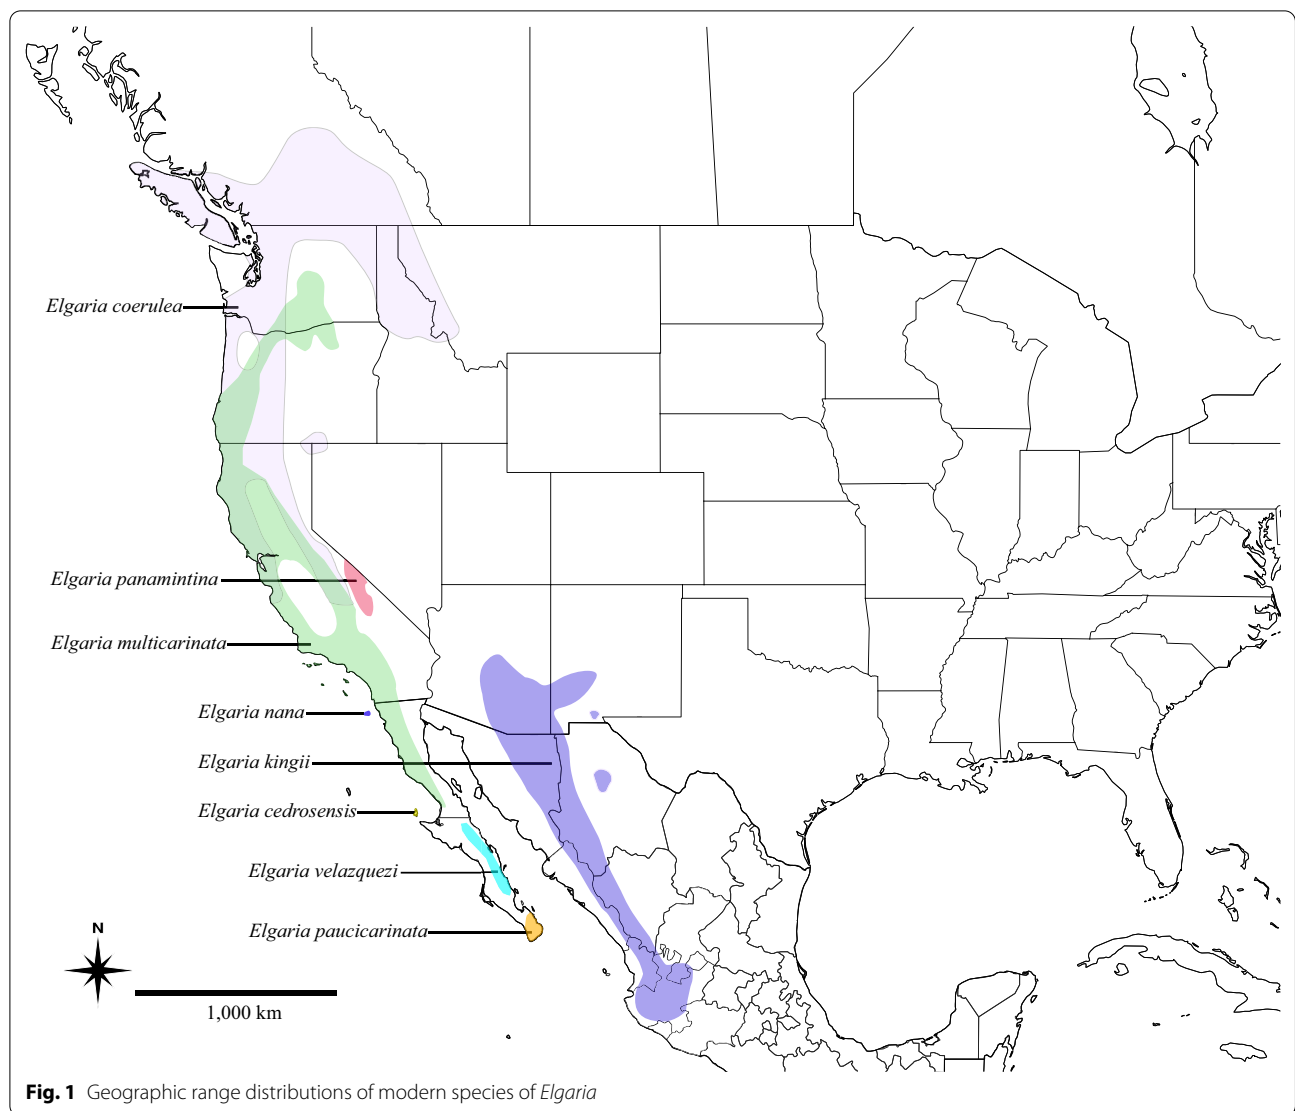 Elgaria coerulea
Elgaria panamintina
Elgaria multicarinata
Elgaria nana
Elgaria kingii
Elgaria cedrosensis
Elgaria velazquezi
Elgaria paucicarinata
N
1,000 km
Fig. 1 Geographic range distributions of modern species of Elgaria